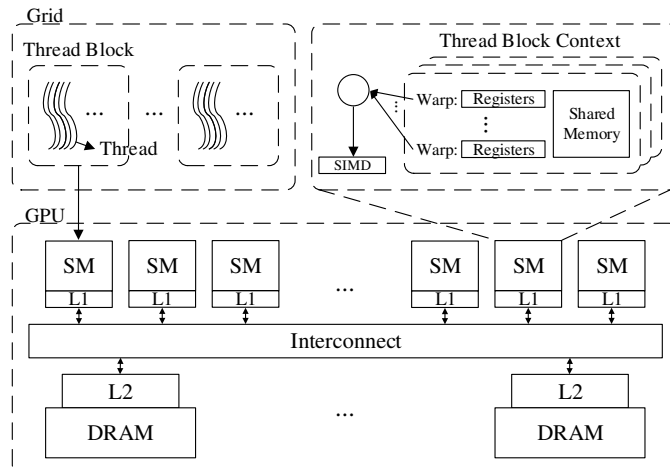 Grid
Thread Block
... ... ...
Thread
Thread Block Context
Warp: Registers
...
...
Warp: Registers
Shared
Memory
SIMD
GPU
SM SM SM ... SM SM SM
L1 L1 L1 L1 L1 L1
Interconnect
L2 L2
DRAM ... DRAM